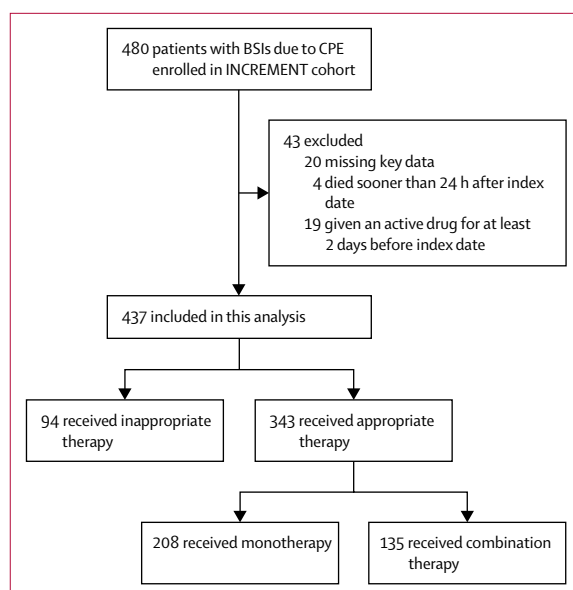 480 patients with BSIs due to CPE
enrolled in INCREMENT cohort
43 excluded
20 missing key data
4 died sooner than 24 h after index
date
19 given an active drug for at least
2 days before index date
437 included in this analysis
94 received inappropriate
therapy
343 received appropriate
therapy
208 received monotherapy
135 received combination
therapy